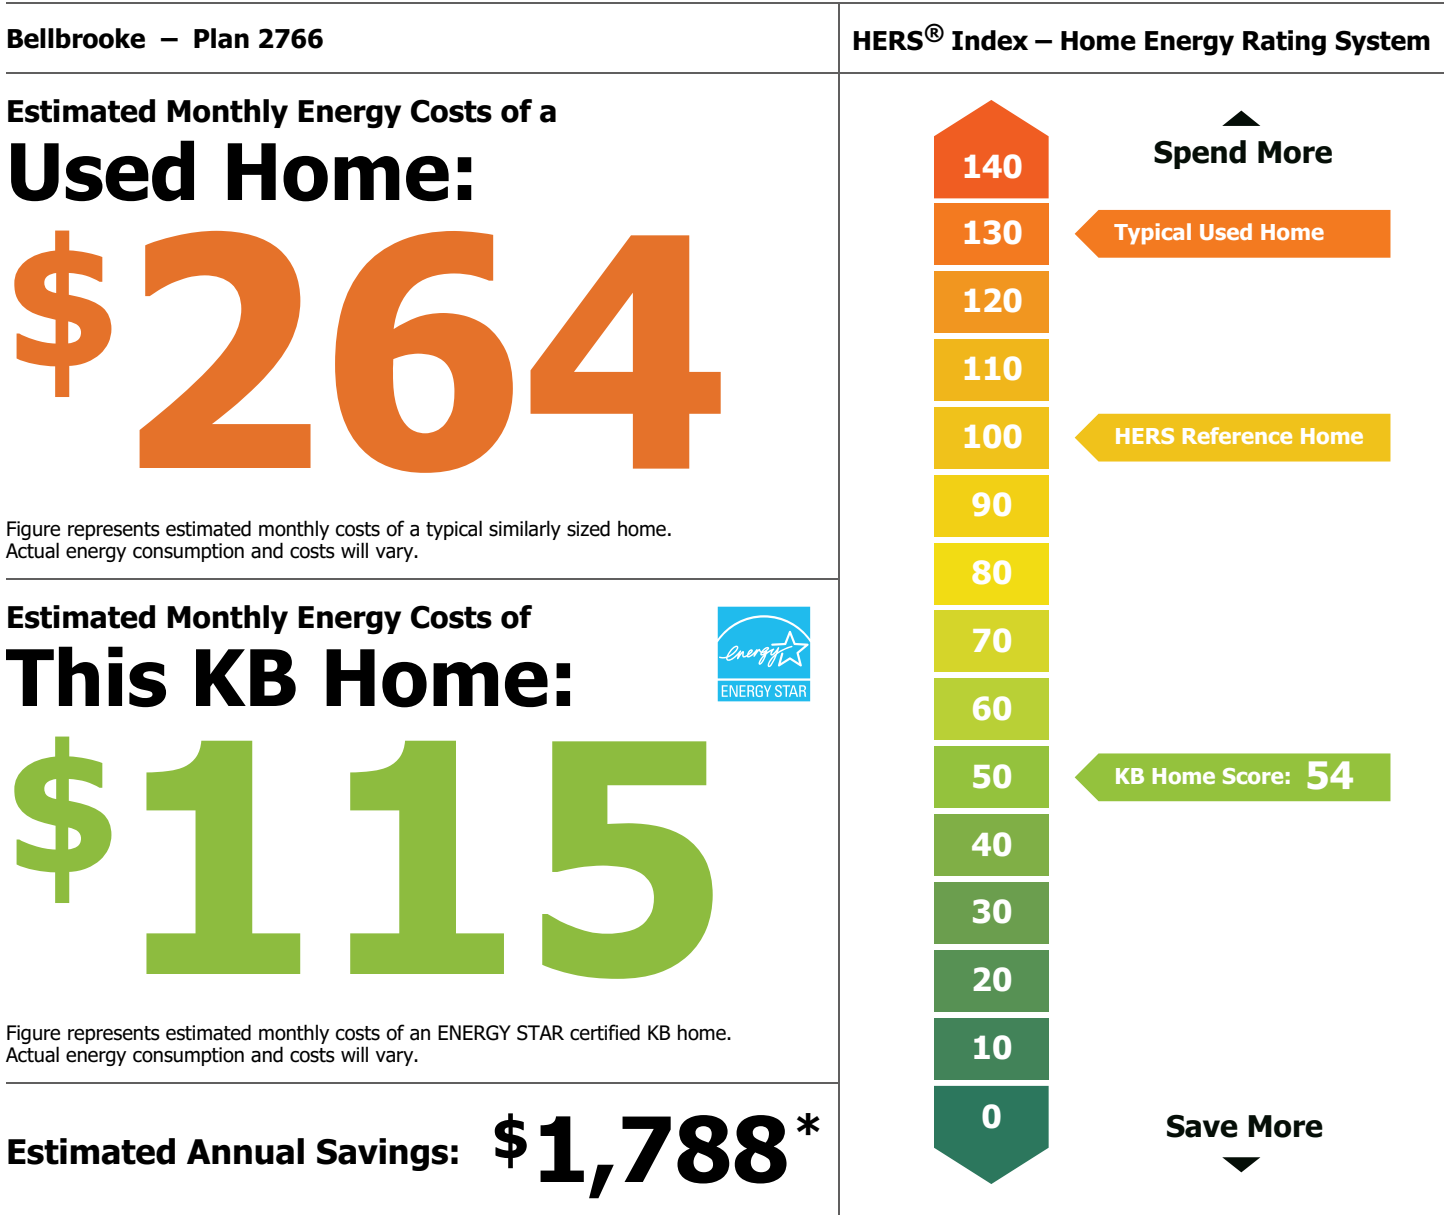 Bellbrooke – Plan 2766
Estimated Monthly Energy Costs of a
Used Home:
$264
Figure represents estimated monthly costs of a typical similarly sized home.
Actual energy consumption and costs will vary.
Estimated Monthly Energy Costs of
This KB Home:
energy
ENERGY STAR
$115
Figure represents estimated monthly costs of an ENERGY STAR certified KB home.
Actual energy consumption and costs will vary.
Estimated Annual Savings: $1,788*
HERS® Index – Home Energy Rating System
Spend More
140
130
Typical Used Home
120
110
100
HERS Reference Home
90
80
70
60
50
KB Home Score: 54
40
30
20
10
0
Save More